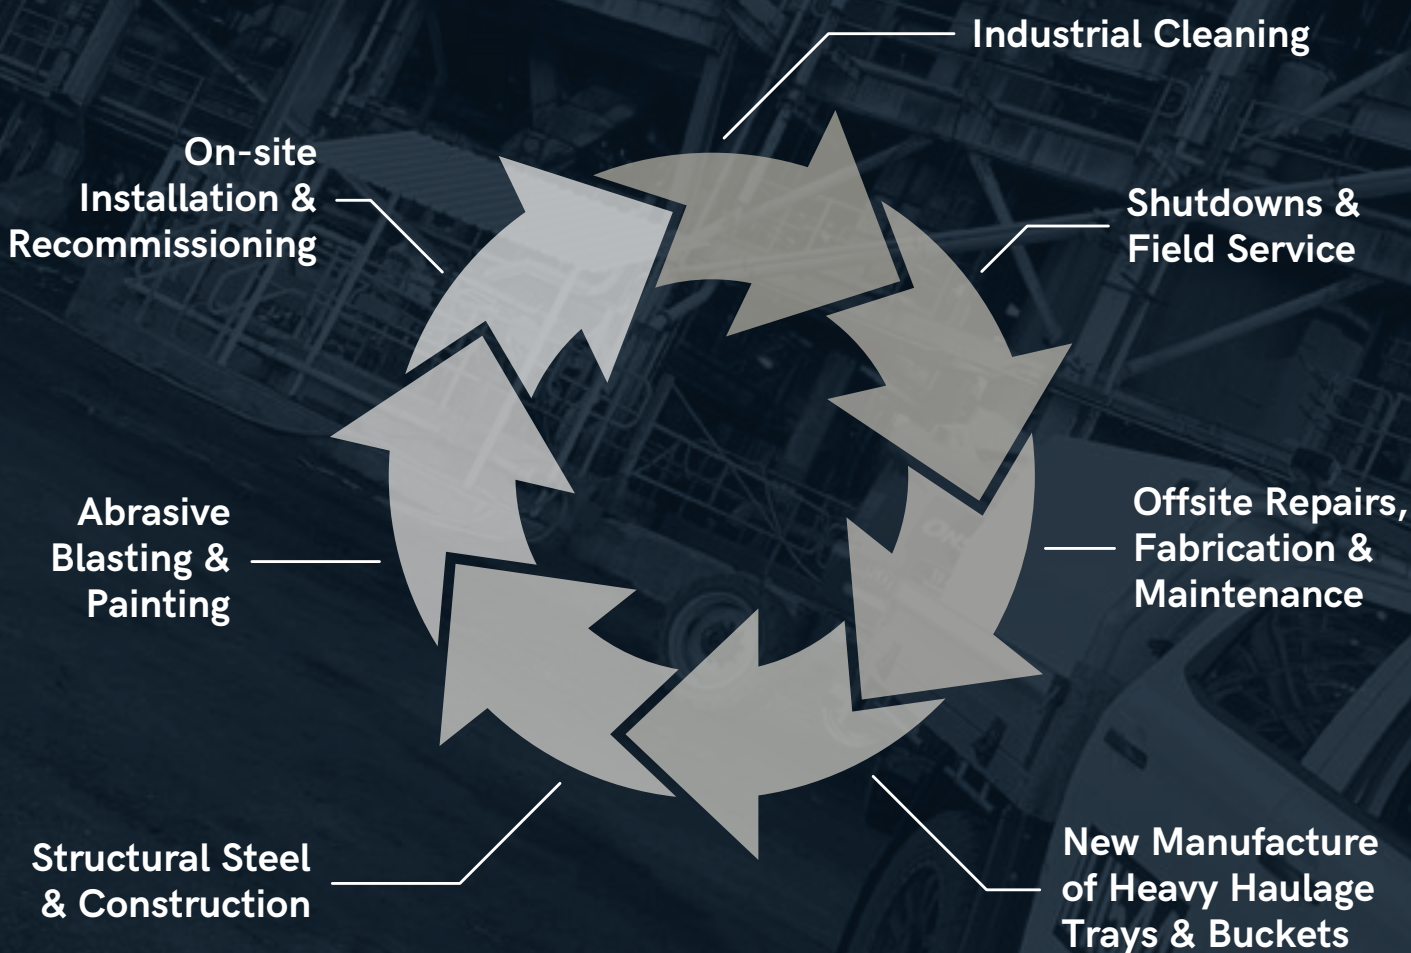 Industrial Cleaning
Shutdowns &
Field Service
Offsite Repairs,
Fabrication &
Maintenance
New Manufacture
of Heavy Haulage
Trays & Buckets
Structural Steel
& Construction
Abrasive
Blasting &
Painting
On-site
Installation &
Recommissioning